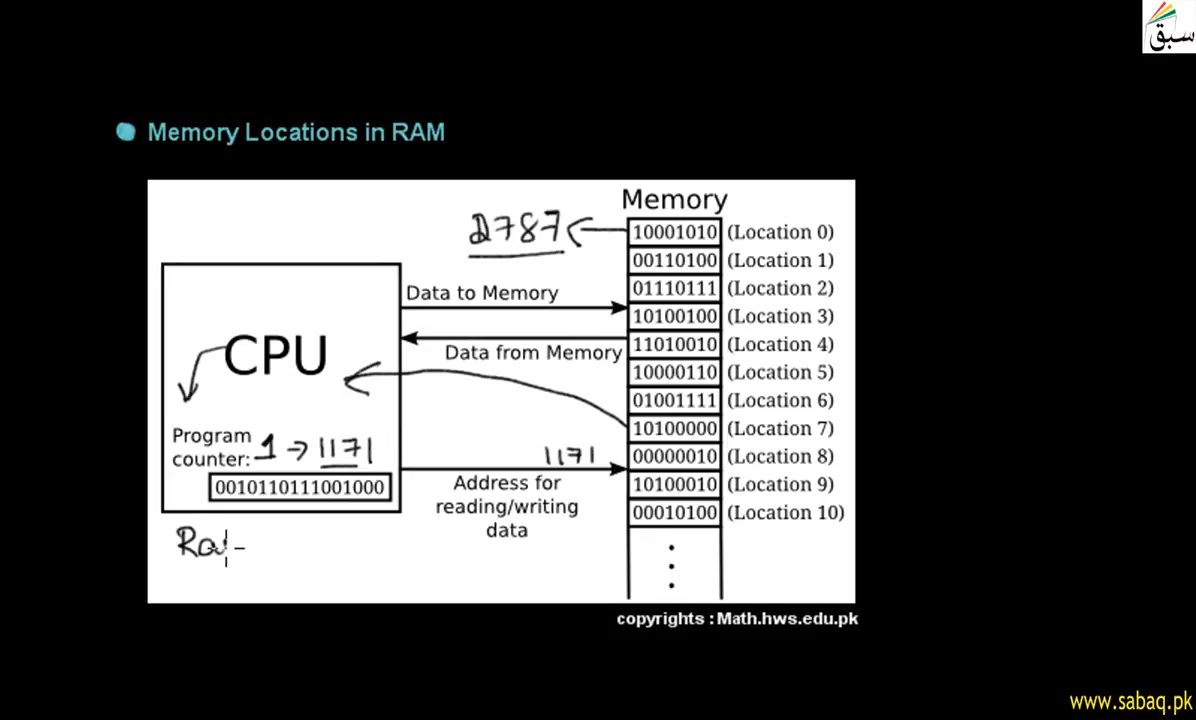 سبق
Memory Locations in RAM
Memory
2787
10001010 (Location 0)
00110100 (Location 1)
01110111 (Location 2)
10100100 (Location 3)
11010010 (Location 4)
10000110 (Location 5)
01001111 (Location 6)
10100000 (Location 7)
00000010 (Location 8)
10100010 (Location 9)
00010100 (Location 10)
Data to Memory
Data from Memory
CPU
Program
counter: 1 → 1171
0010110111001000
1171
Address for
reading/writing
data
copyrights : Math.hws.edu.pk
www.sabaq.pk